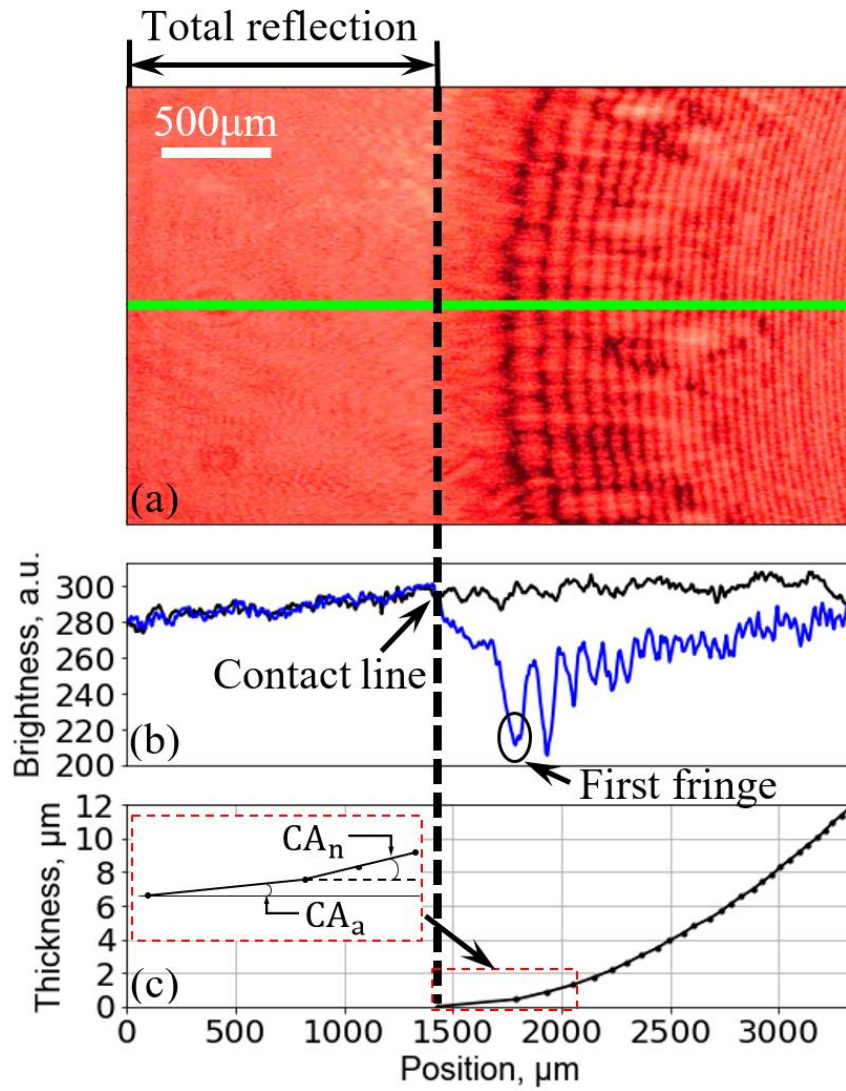 Total reflection
500μm
(a)
Brightness, a.u.
300
280
260
240
220
200
Contact line
(b)
First fringe
Thickness, μm
12
10
8
6
4
2
0
CAn
CAa
(c)
0
500
1000
1500
2000
2500
3000
Position, μm